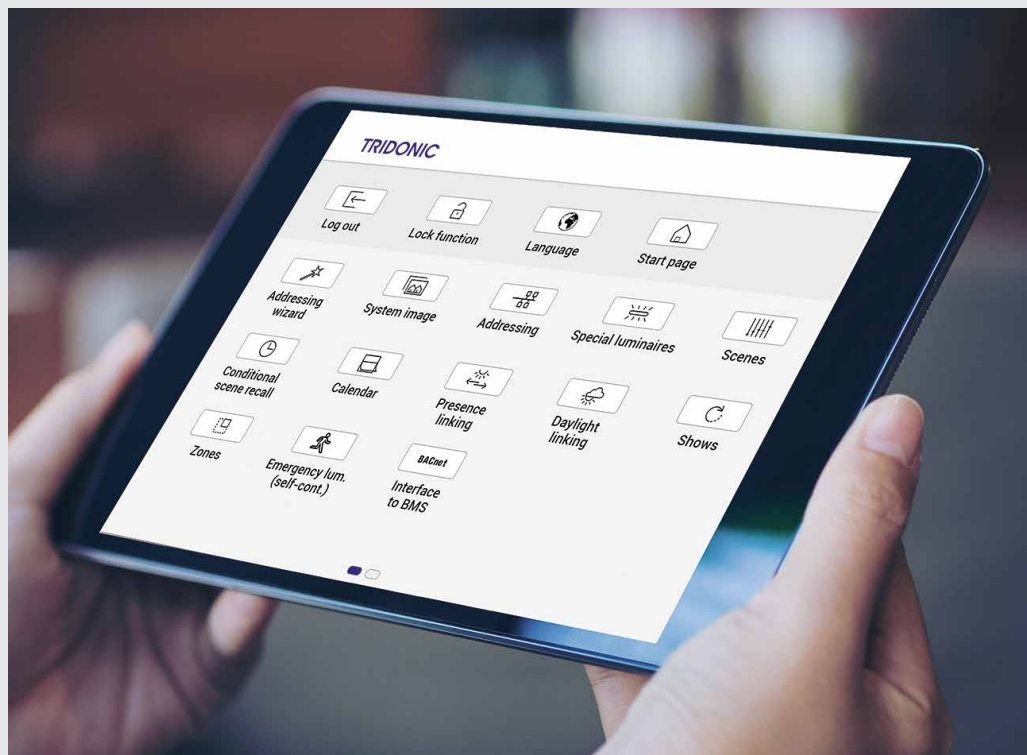 TRIDONIC
Log out
Lock function
Language
Start page
Addressing
wizard
System image
Addressing
Special luminaires
Scenes
Conditional
scene recall
Calendar
Presence
linking
Daylight
linking
Shows
Zones
Emergency lum.
(self-cont.)
BACnet
Interface
to BMS